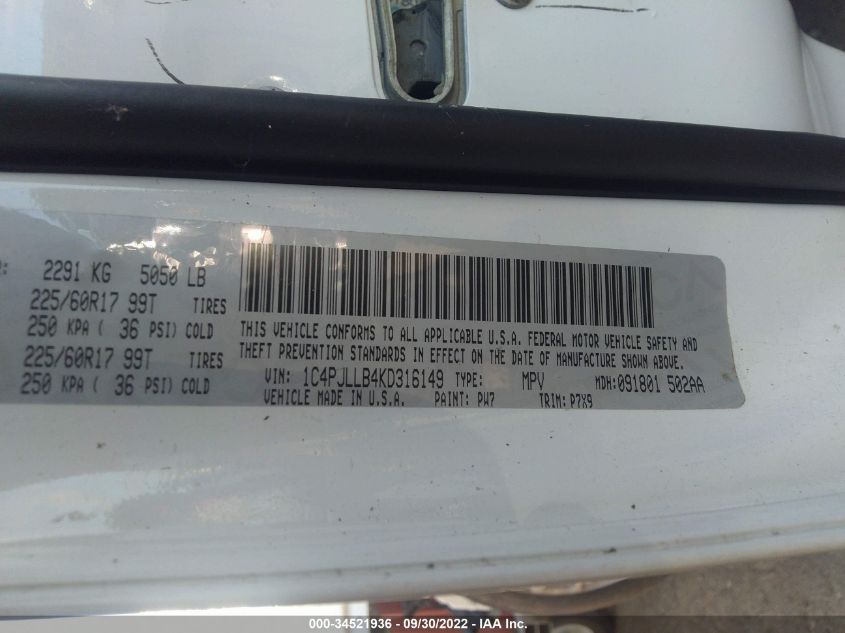 R: 2291 KG 5050 LB
225/60R17 99T TIRES
250 KPA ( 36 PSI) COLD
225/60R17 99T TIRES
250 KPA ( 36 PSI) COLD
THIS VEHICLE CONFORMS TO ALL APPLICABLE U.S.A. FEDERAL MOTOR VEHICLE SAFETY AND
THEFT PREVENTION STANDARDS IN EFFECT ON THE DATE OF MANUFACTURE SHOWN ABOVE.
VIN: 1C4PJLLB4KD316149 TYPE: MPV MDH:091801 502AA
VEHICLE MADE IN U.S.A. PAINT: PW7 TRIM: P7X9
000-34521936 - 09/30/2022 - IAA Inc.